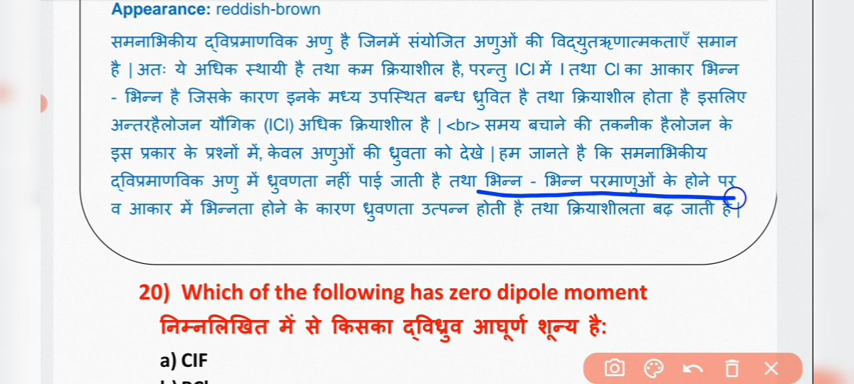 Appearance: reddish-brown
समनाभिकीय द्विप्रमाणविक अणु है जिनमें संयोजित अणुओं की विद्युतऋणात्मकताएँ समान
है | अतः ये अधिक स्थायी है तथा कम क्रियाशील है, परन्तु ICl में I तथा Cl का आकार भिन्न
- भिन्न है जिसके कारण इनके मध्य उपस्थित बन्ध ध्रुवित है तथा क्रियाशील होता है इसलिए
अन्तरहैलोजन यौगिक (ICl) अधिक क्रियाशील है | <br> समय बचाने की तकनीक हैलोजन के
इस प्रकार के प्रश्नों में, केवल अणुओं की ध्रुवता को देखे | हम जानते है कि समनाभिकीय
द्विप्रमाणविक अणु में ध्रुवणता नहीं पाई जाती है तथा भिन्न - भिन्न परमाणुओं के होने पर
व आकार में भिन्नता होने के कारण ध्रुवणता उत्पन्न होती है तथा क्रियाशीलता बढ़ जाती है |
20) Which of the following has zero dipole moment
निम्नलिखित में से किसका द्विध्रुव आघूर्ण शून्य है:
a) ClF